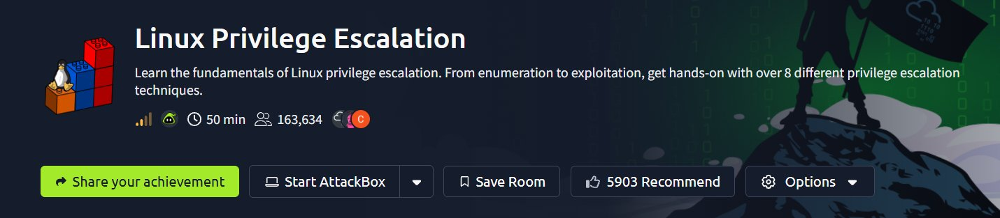 Linux Privilege Escalation
Learn the fundamentals of Linux privilege escalation. From enumeration to exploitation, get hands-on with over 8 different privilege escalation
techniques.
50 min 163,634 C
Share your achievement Start AttackBox Save Room 5903 Recommend Options